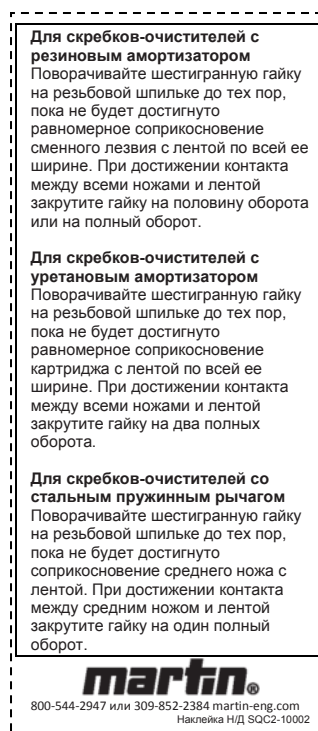 Для скребков-очистителей с
резиновым амортизатором
Поворачивайте шестигранную гайку
на резьбовой шпильке до тех пор,
пока не будет достигнуто
равномерное соприкосновение
сменного лезвия с лентой по всей ее
ширине. При достижении контакта
между всеми ножами и лентой
закрутите гайку на половину оборота
или на полный оборот.
Для скребков-очистителей с
уретановым амортизатором
Поворачивайте шестигранную гайку
на резьбовой шпильке до тех пор,
пока не будет достигнуто
равномерное соприкосновение
картриджа с лентой по всей ее
ширине. При достижении контакта
между всеми ножами и лентой
закрутите гайку на два полных
оборота.
Для скребков-очистителей со
стальным пружинным рычагом
Поворачивайте шестигранную гайку
на резьбовой шпильке до тех пор,
пока не будет достигнуто
соприкосновение среднего ножа с
лентой. При достижении контакта
между средним ножом и лентой
закрутите гайку на один полный
оборот.
martin®
800-544-2947 или 309-852-2384 martin-eng.com
Наклейка Н/Д SQC2-10002